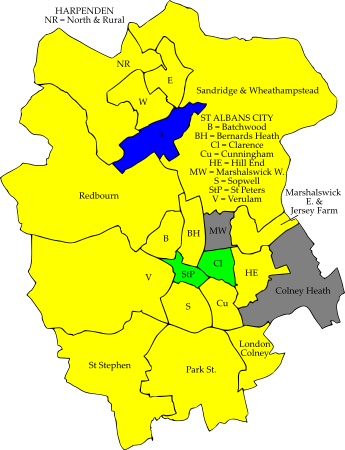 HARPENDEN
NR = North & Rural
NR
E
W
S
Sandridge & Wheathampstead
ST ALBANS CITY
B = Batchwood
BH = Bernards Heath
Cl = Clarence
Cu = Cunningham
HE = Hill End
MW = Marshalswick W.
S = Sopwell
StP = St Peters
V = Verulam
Redbourn
Marshalswick
E. &
Jersey Farm
B
BH
MW
Cl
StP
HE
V
Colney Heath
S
Cu
London
Colney
St Stephen
Park St.